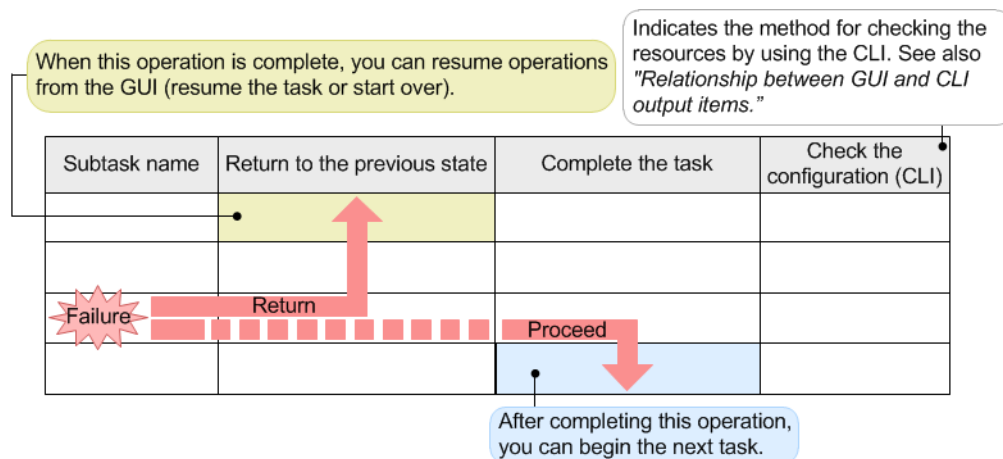 Indicates the method for checking the
resources by using the CLI. See also
"Relationship between GUI and CLI
output items."
When this operation is complete, you can resume operations
from the GUI (resume the task or start over).
Subtask name
Return to the previous state
Complete the task
Check the
configuration (CLI)
Failure
Return
Proceed
After completing this operation,
you can begin the next task.